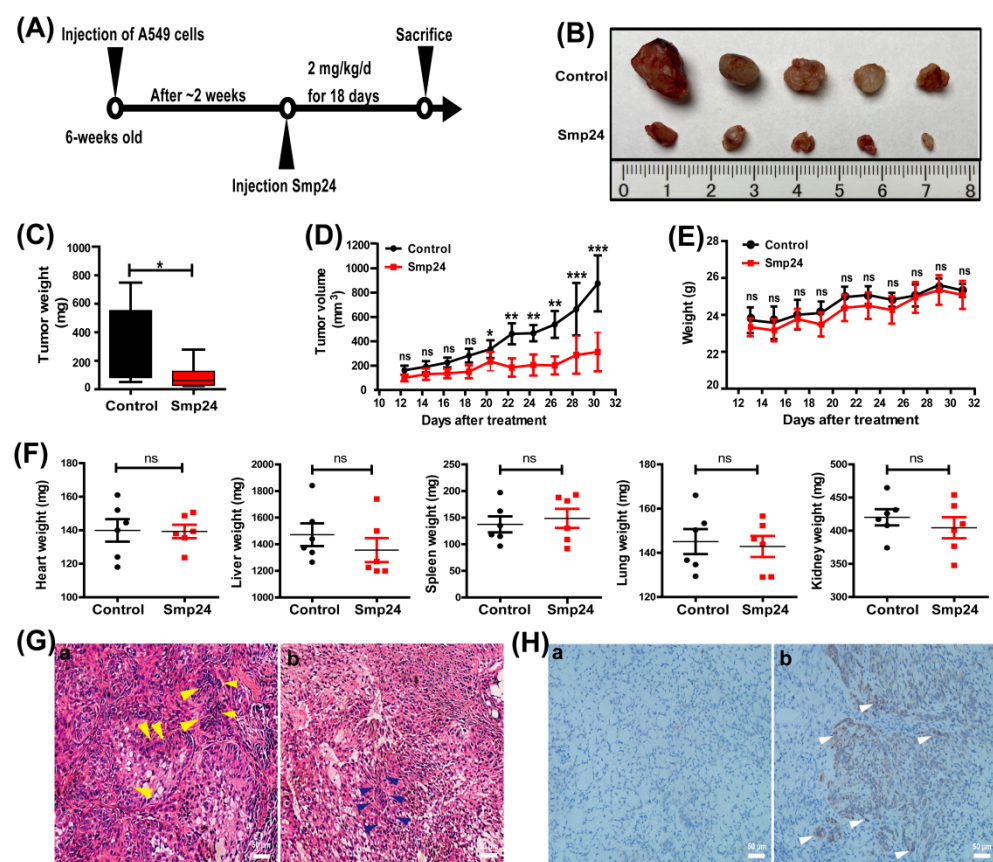 (A)
Injection of A549 cells
Sacrifice
2 mg/kg/d
After ~2 weeks
for 18 days
6-weeks old
Injection Smp24
(B)
Control
Smp24
0 1 2 3 4 5 6 7 8
(C)
Tumor weight
(mg)
1000
800
600
400
200
0
*
Control Smp24
(D)
Tumor volume
(mm³)
1200
1000
800
600
400
200
0
Control
Smp24
ns ns ns ns * ** ** ** *** ***
10 12 14 16 18 20 22 24 26 28 30 32
Days after treatment
(E)
Weight (g)
28
26
24
22
20
Control
Smp24
ns ns ns ns ns ns ns ns ns ns
12 14 16 18 20 22 24 26 28 30 32
Days after treatment
(F)
Heart weight (mg)
180
160
140
120
100
ns
Control Smp24
Liver weight (mg)
2000
1800
1600
1400
1200
1000
ns
Control Smp24
Spleen weight (mg)
250
200
150
100
50
0
ns
Control Smp24
Lung weight (mg)
180
160
140
120
ns
Control Smp24
Kidney weight (mg)
500
450
400
350
300
ns
Control Smp24
(G)
a
50 µm
b
(H)
a
50 µm
b
50 µm